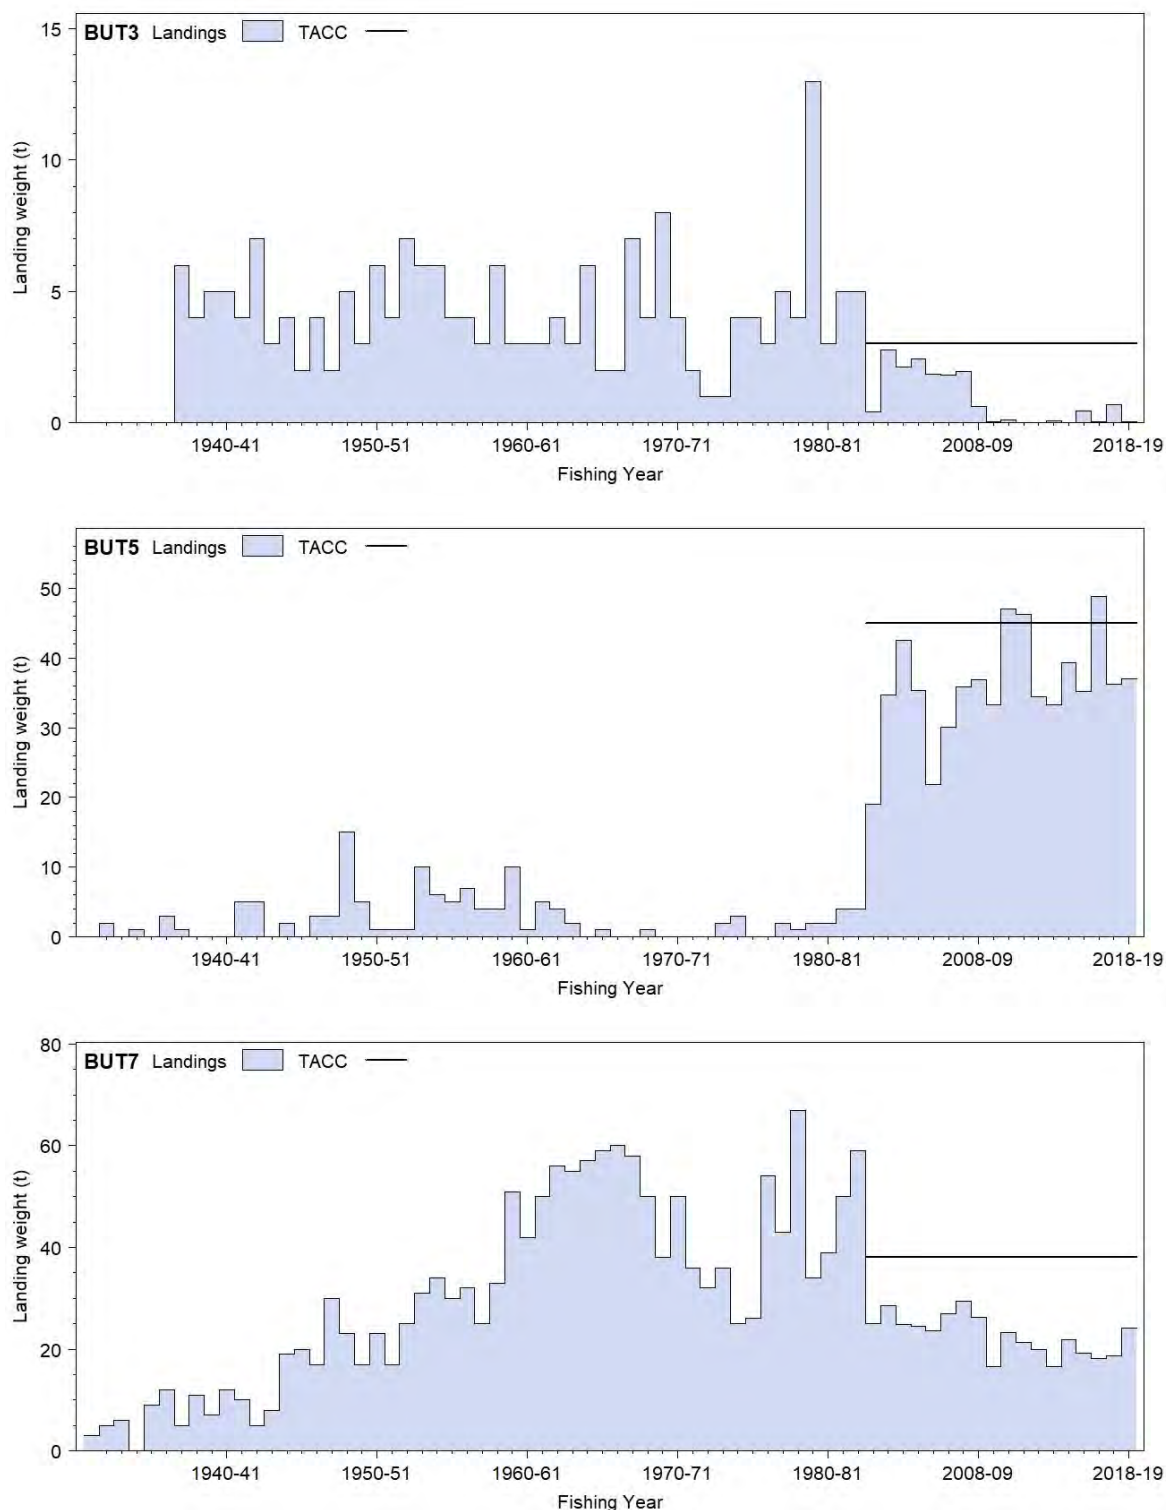 BUT3 Landings TACC
Landing weight (t)
15
10
5
0
1940-41 1950-51 1960-61 1970-71 1980-81 2008-09 2018-19
Fishing Year
BUT5 Landings TACC
Landing weight (t)
50
40
30
20
10
0
1940-41 1950-51 1960-61 1970-71 1980-81 2008-09 2018-19
Fishing Year
BUT7 Landings TACC
Landing weight (t)
80
60
40
20
0
1940-41 1950-51 1960-61 1970-71 1980-81 2008-09 2018-19
Fishing Year